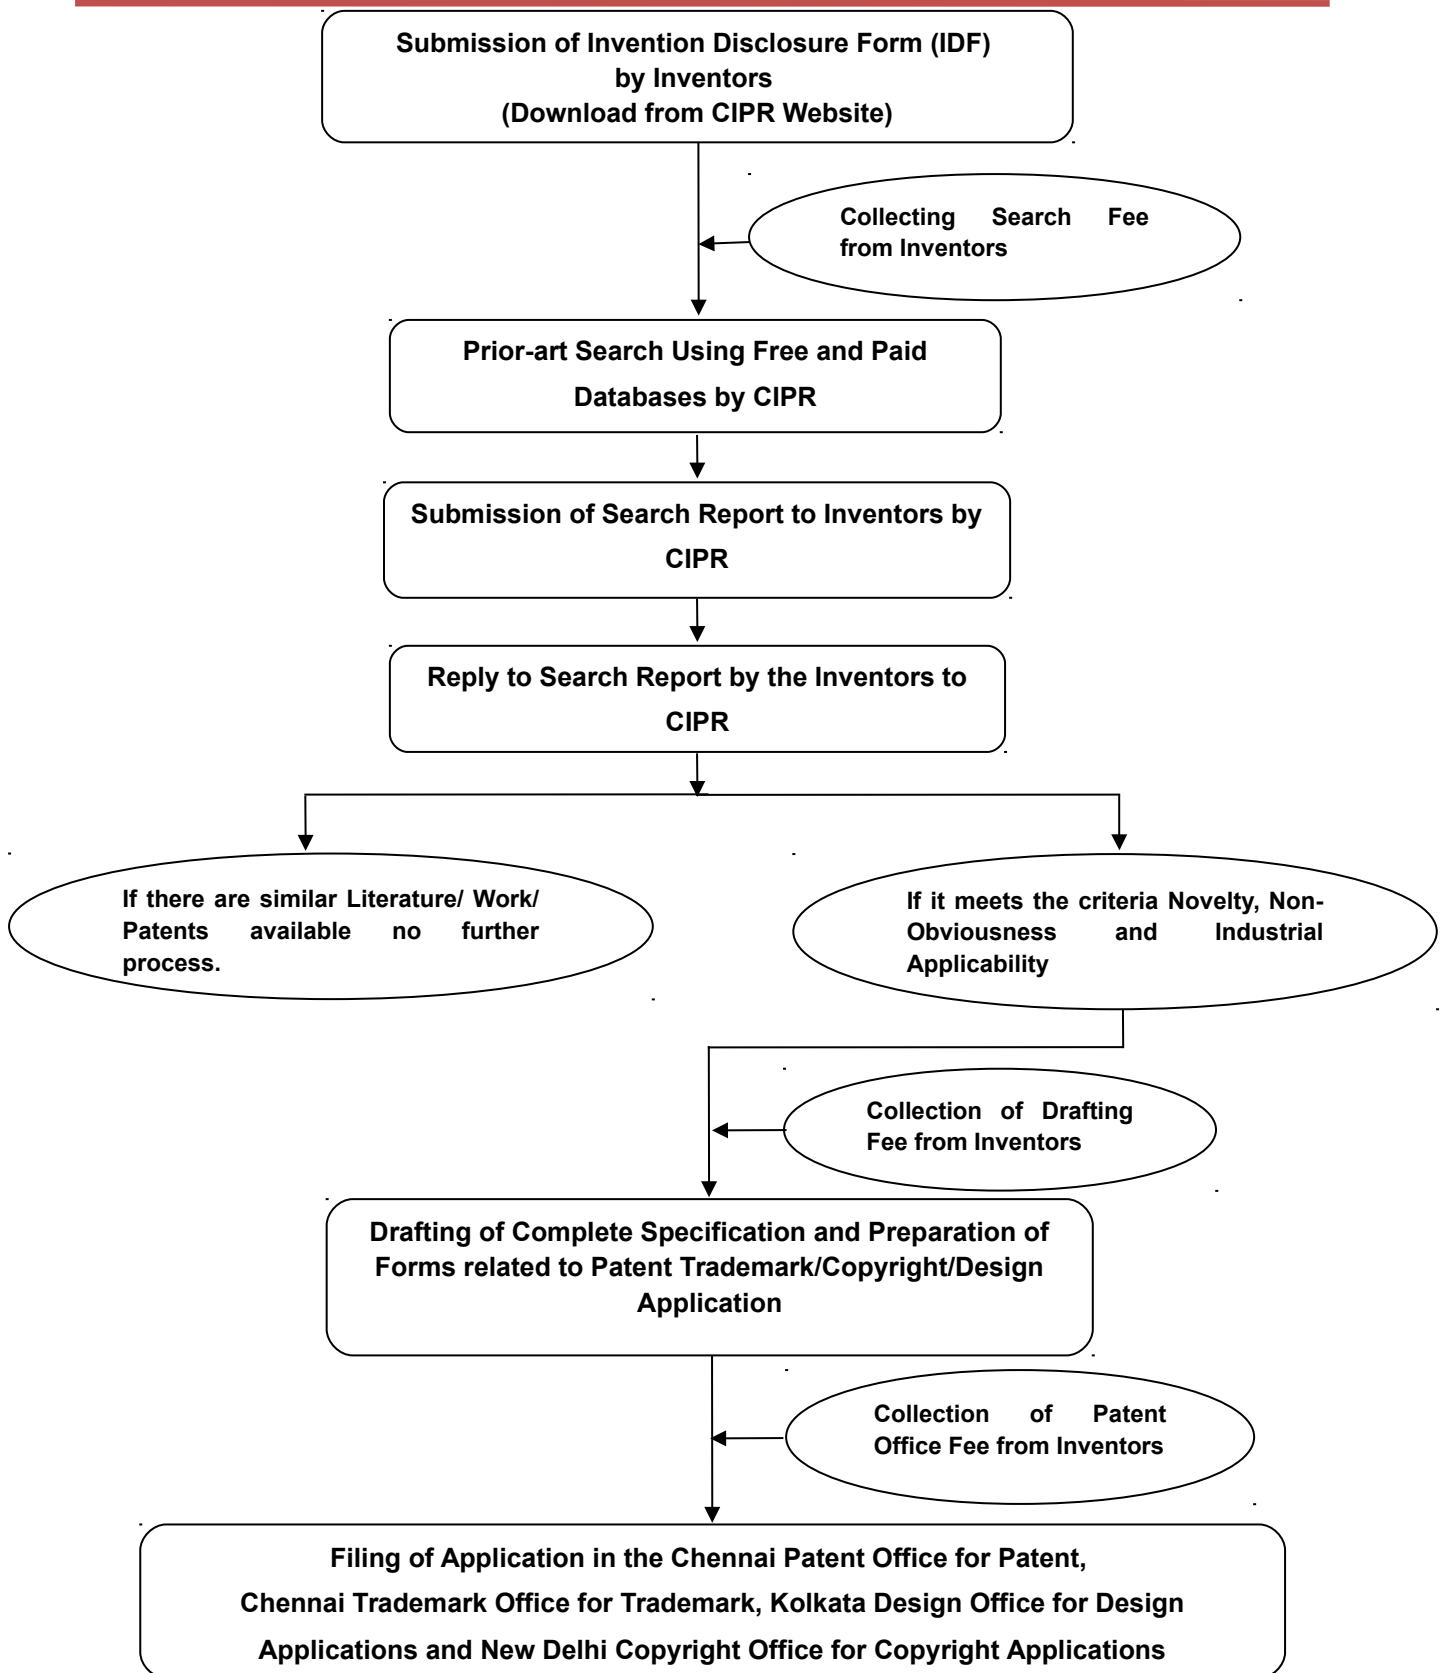 Submission of Invention Disclosure Form (IDF)
by Inventors
(Download from CIPR Website)
Collecting Search Fee
from Inventors
Prior-art Search Using Free and Paid
Databases by CIPR
Submission of Search Report to Inventors by
CIPR
Reply to Search Report by the Inventors to
CIPR
If there are similar Literature/ Work/
Patents available no further
process.
If it meets the criteria Novelty, Non-
Obviousness and Industrial
Applicability
Collection of Drafting
Fee from Inventors
Drafting of Complete Specification and Preparation of
Forms related to Patent Trademark/Copyright/Design
Application
Collection of Patent
Office Fee from Inventors
Filing of Application in the Chennai Patent Office for Patent,
Chennai Trademark Office for Trademark, Kolkata Design Office for Design
Applications and New Delhi Copyright Office for Copyright Applications